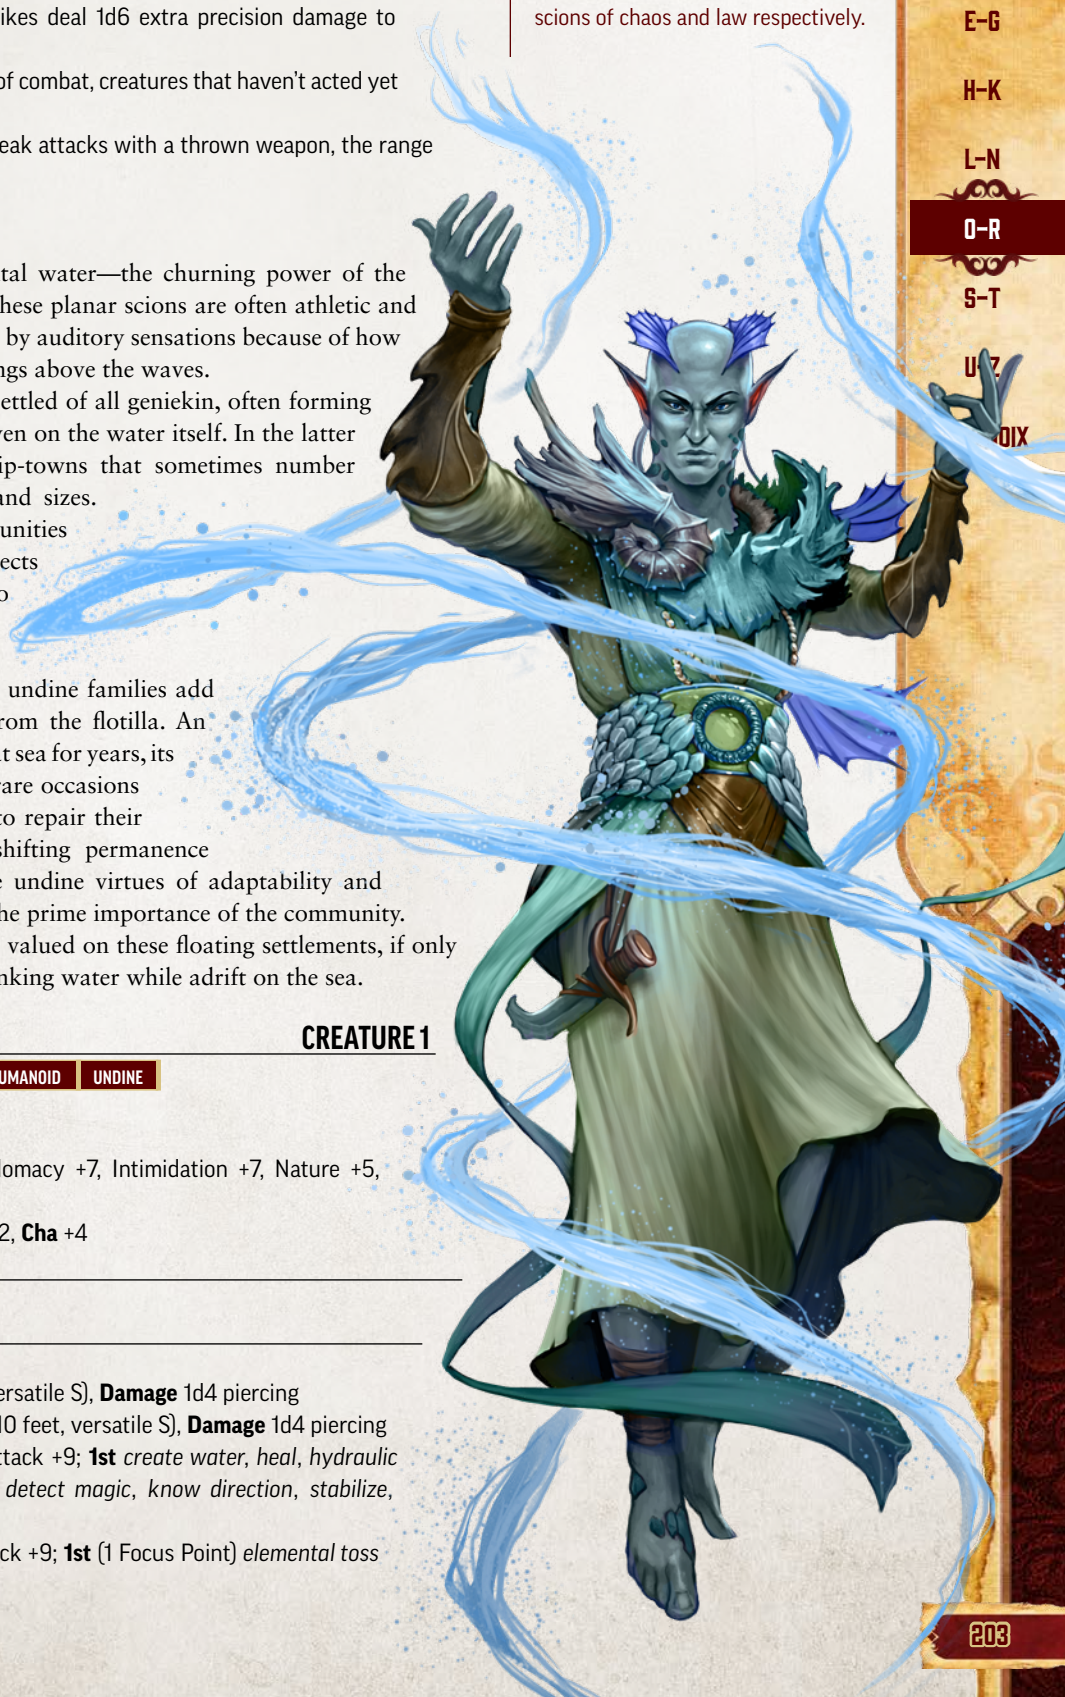 ikes deal 1d6 extra precision damage to
of combat, creatures that haven't acted yet
eak attacks with a thrown weapon, the range
tal water—the churning power of the
hese planar scions are often athletic and
by auditory sensations because of how
ngs above the waves.
ettled of all geniekin, often forming
ven on the water itself. In the latter
ip-towns that sometimes number
and sizes.
unities
ects
o
undine families add
rom the flotilla. An
t sea for years, its
rare occasions
to repair their
shifting permanence
e undine virtues of adaptability and
he prime importance of the community.
valued on these floating settlements, if only
nking water while adrift on the sea.
CREATURE 1
UMANOID UNDINE
lomacy +7, Intimidation +7, Nature +5,
2, Cha +4
ersatile S), Damage 1d4 piercing
10 feet, versatile S), Damage 1d4 piercing
ttack +9; 1st create water, heal, hydraulic
detect magic, know direction, stabilize,
ck +9; 1st (1 Focus Point) elemental toss
scions of chaos and law respectively.
E–G
H–K
L–N
O–R
S–T
U–Z
DIX
203